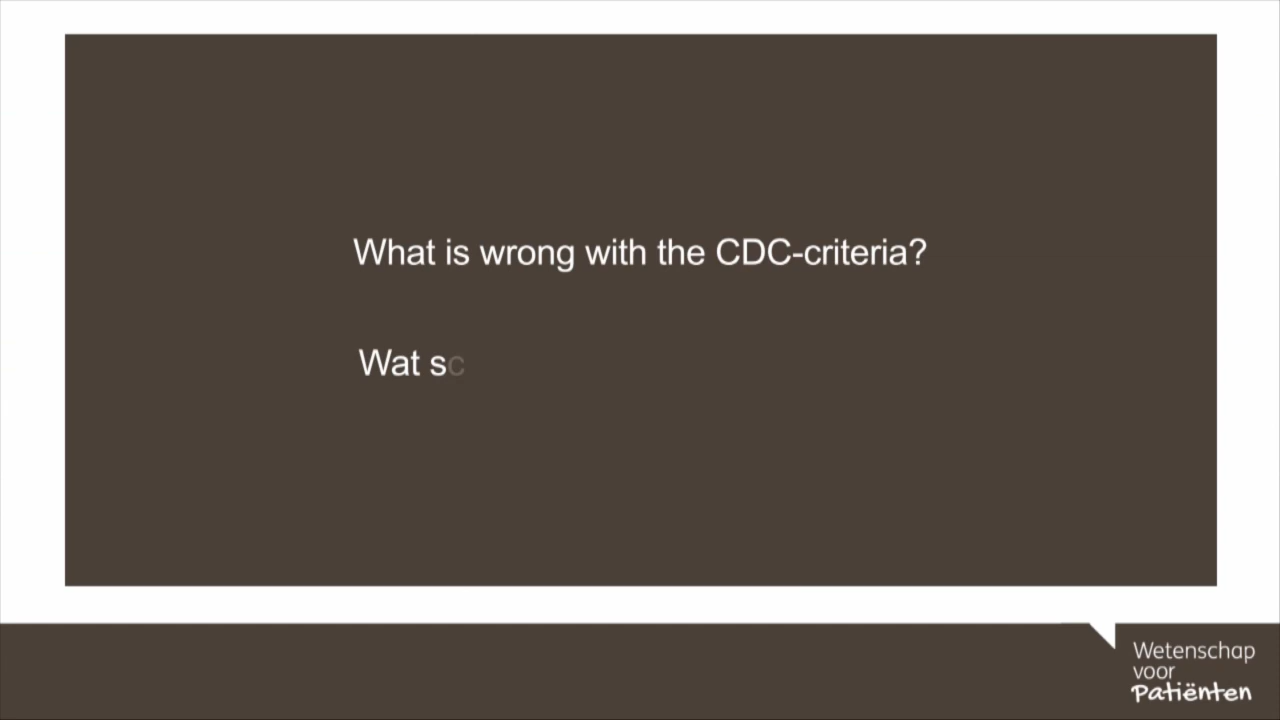 What is wrong with the CDC-criteria?
Wat sc
Wetenschap
voor
Patiënten